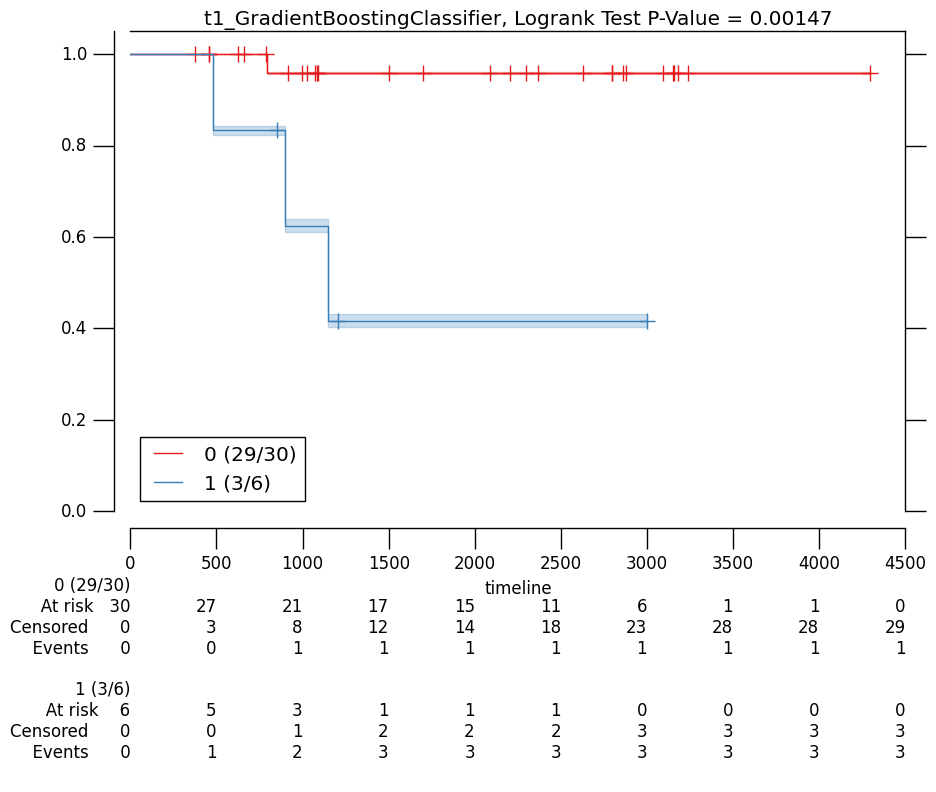 t1_GradientBoostingClassifier, Logrank Test P-Value = 0.00147
1.0
0.8
0.6
0.4
0.2
0.0
0 (29/30)
1 (3/6)
0 500 1000 1500 2000 2500 3000 3500 4000 4500
timeline
0 (29/30)
At risk 30 27 21 17 15 11 6 1 1 0
Censored 0 3 8 12 14 18 23 28 28 29
Events 0 0 1 1 1 1 1 1 1 1
1 (3/6)
At risk 6 5 3 1 1 1 0 0 0 0
Censored 0 0 1 2 2 2 3 3 3 3
Events 0 1 2 3 3 3 3 3 3 3